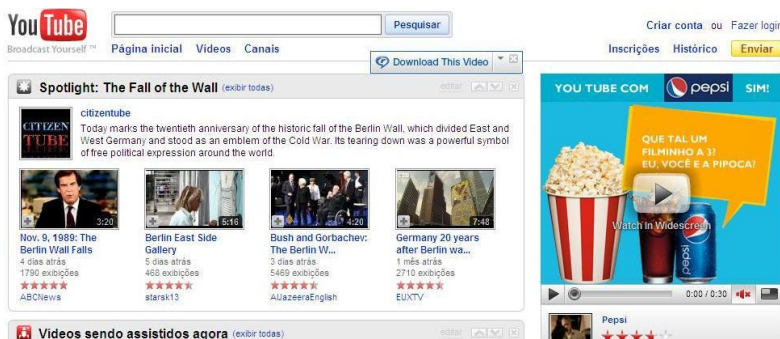 YouTube
Broadcast Yourself ™
Pesquisar
Criar conta ou Fazer login
Página inicial Vídeos Canais
Inscrições Histórico Enviar
Download This Video
Spotlight: The Fall of the Wall (exibir todas)
editar
CITIZEN
TUBE
citizentube
Today marks the twentieth anniversary of the historic fall of the Berlin Wall, which divided East and
West Germany and stood as an emblem of the Cold War. Its tearing down was a powerful symbol
of free political expression around the world.
3:20
Nov. 9, 1989: The
Berlin Wall Falls
4 dias atrás
1790 exibições
ABCNews
5:16
Berlin East Side
Gallery
5 dias atrás
468 exibições
starsk13
4:20
Bush and Gorbachev:
The Berlin W...
3 dias atrás
5469 exibições
AlJazeeraEnglish
7:48
Germany 20 years
after Berlin wa...
1 mês atrás
2710 exibições
EUXTV
Videos sendo assistidos agora (exibir todas)
editar
YOU TUBE COM pepsi SIM!
QUE TAL UM
FILMINHO A 3?
EU, VOCÊ E A PIPOCA?
Watch In Widescreen
pepsi
0:00 / 0:30
Pepsi